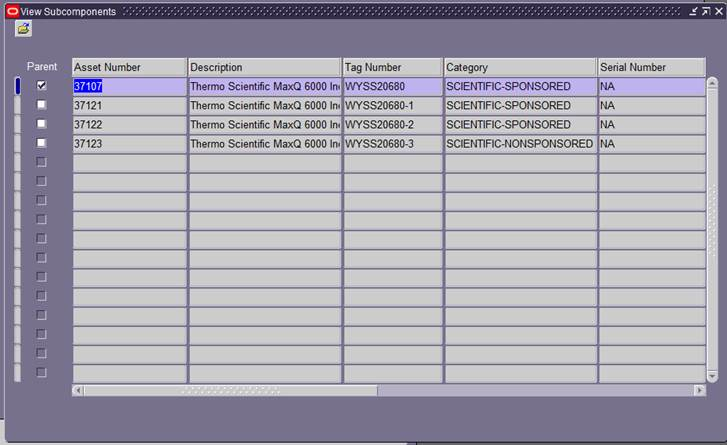 View Subcomponents
Parent Asset Number Description Tag Number Category Serial Number
37107 Thermo Scientific MaxQ 6000 In WYSS20680 SCIENTIFIC-SPONSORED NA
37121 Thermo Scientific MaxQ 6000 In WYSS20680-1 SCIENTIFIC-SPONSORED NA
37122 Thermo Scientific MaxQ 6000 In WYSS20680-2 SCIENTIFIC-SPONSORED NA
37123 Thermo Scientific MaxQ 6000 In WYSS20680-3 SCIENTIFIC-NONSPONSORED NA